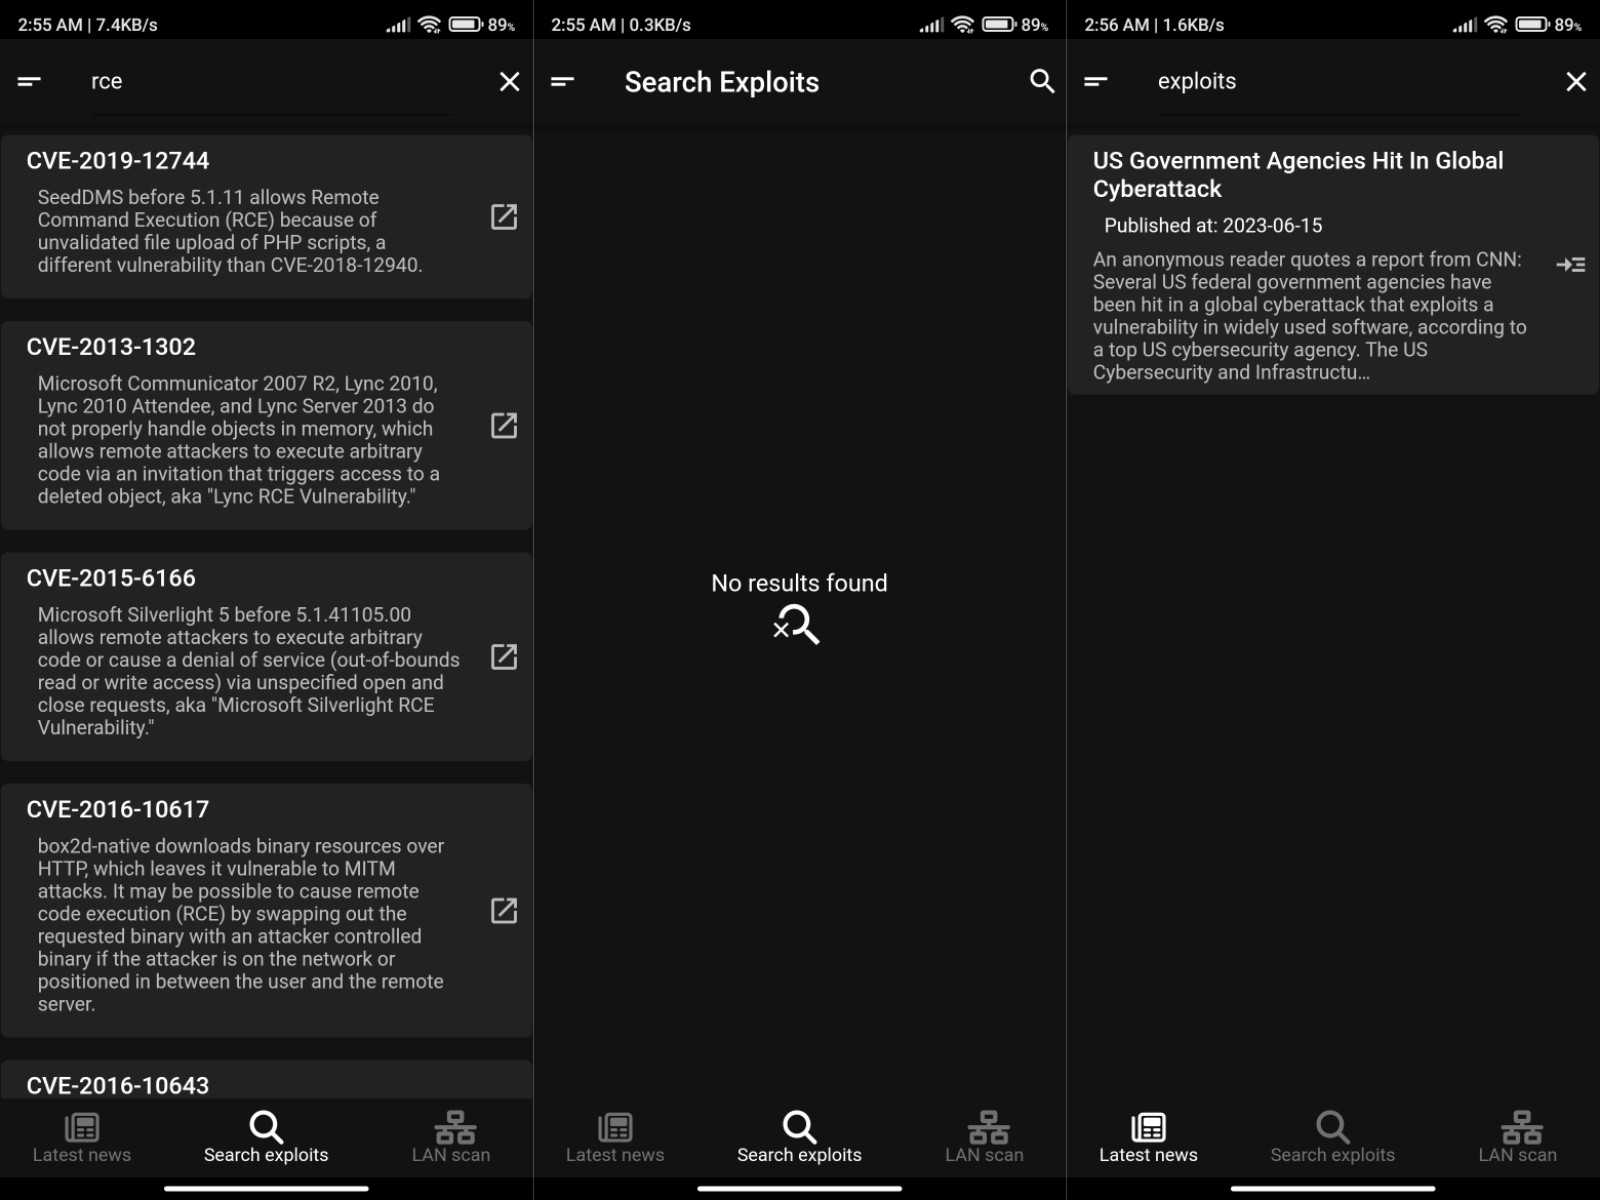 2:55 AM | 7.4KB/s
89%
rce
CVE-2019-12744
SeedDMS before 5.1.11 allows Remote
Command Execution (RCE) because of
unvalidated file upload of PHP scripts, a
different vulnerability than CVE-2018-12940.
CVE-2013-1302
Microsoft Communicator 2007 R2, Lync 2010,
Lync 2010 Attendee, and Lync Server 2013 do
not properly handle objects in memory, which
allows remote attackers to execute arbitrary
code via an invitation that triggers access to a
deleted object, aka "Lync RCE Vulnerability."
CVE-2015-6166
Microsoft Silverlight 5 before 5.1.41105.00
allows remote attackers to execute arbitrary
code or cause a denial of service (out-of-bounds
read or write access) via unspecified open and
close requests, aka "Microsoft Silverlight RCE
Vulnerability."
CVE-2016-10617
box2d-native downloads binary resources over
HTTP, which leaves it vulnerable to MITM
attacks. It may be possible to cause remote
code execution (RCE) by swapping out the
requested binary with an attacker controlled
binary if the attacker is on the network or
positioned in between the user and the remote
server.
CVE-2016-10643
Latest news
Search exploits
LAN scan
2:55 AM | 0.3KB/s
89%
Search Exploits
No results found
Latest news
Search exploits
LAN scan
2:56 AM | 1.6KB/s
89%
exploits
US Government Agencies Hit In Global
Cyberattack
Published at: 2023-06-15
An anonymous reader quotes a report from CNN:
Several US federal government agencies have
been hit in a global cyberattack that exploits a
vulnerability in widely used software, according to
a top US cybersecurity agency. The US
Cybersecurity and Infrastructu...
Latest news
Search exploits
LAN scan